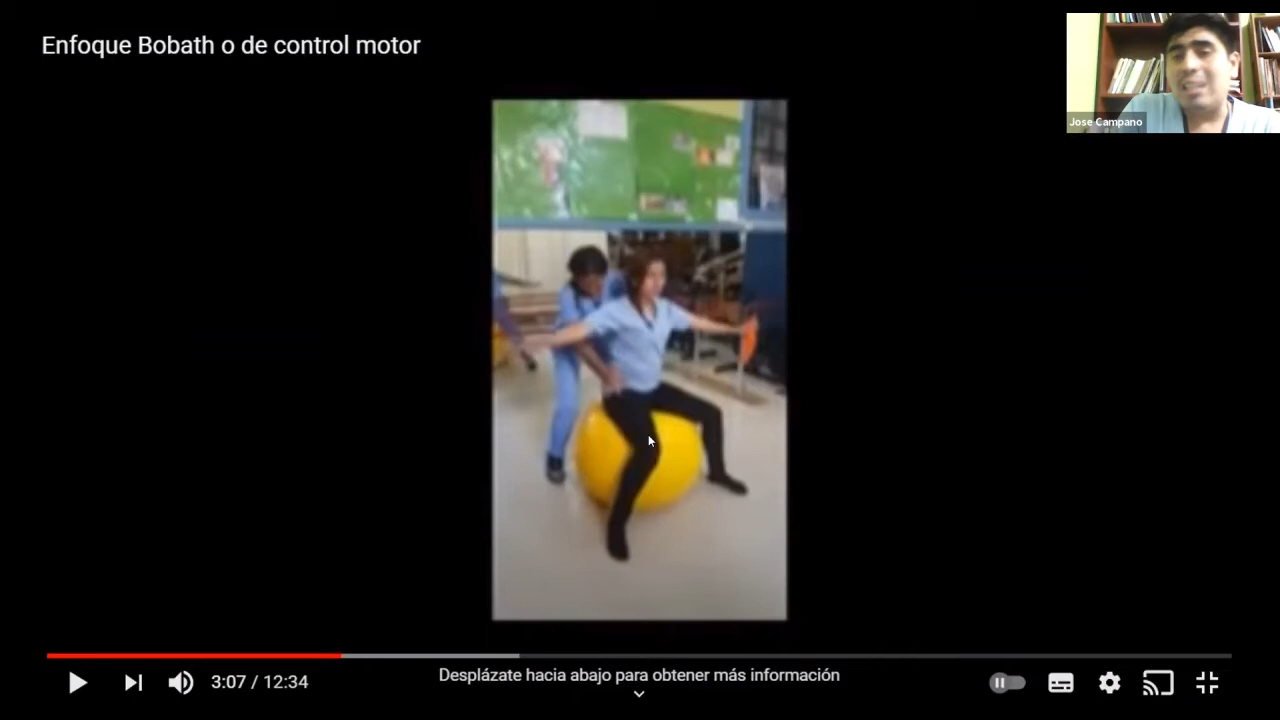 Enfoque Bobath o de control motor
Jose Campano
3:07 / 12:34
Desplázate hacia abajo para obtener más información